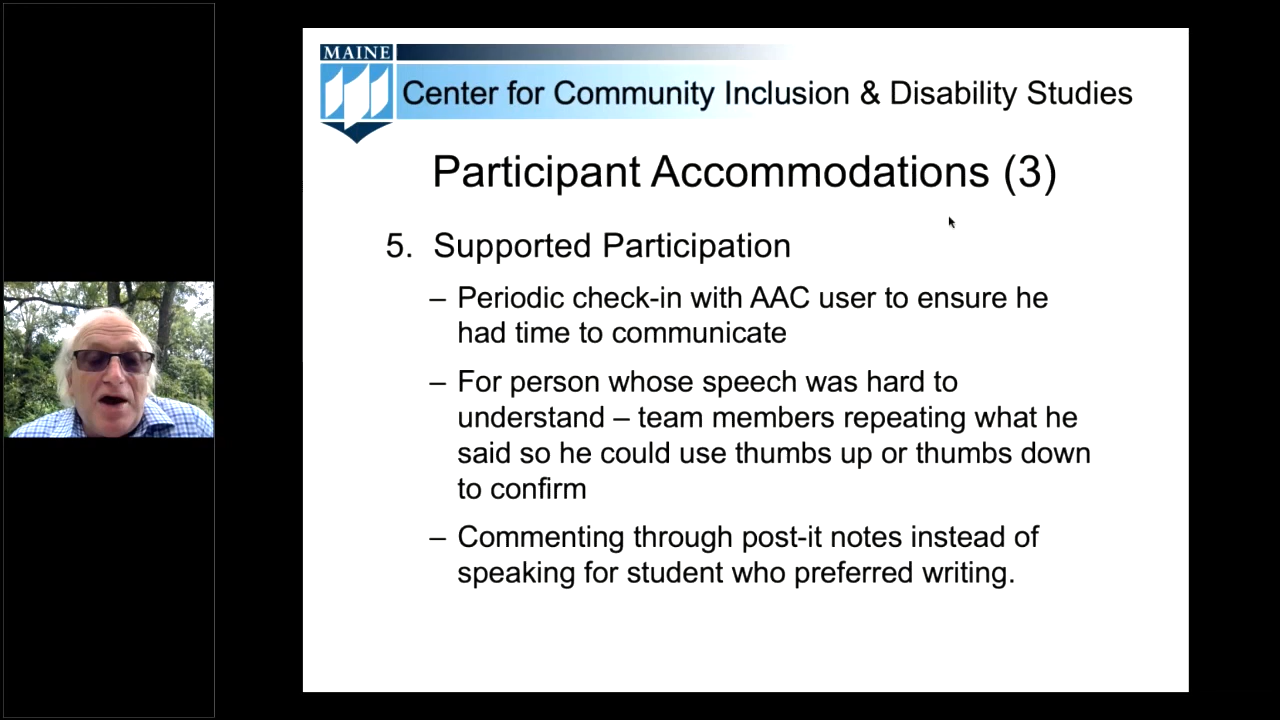 MAINE
Center for Community Inclusion & Disability Studies
Participant Accommodations (3)
5. Supported Participation
– Periodic check-in with AAC user to ensure he
had time to communicate
– For person whose speech was hard to
understand – team members repeating what he
said so he could use thumbs up or thumbs down
to confirm
– Commenting through post-it notes instead of
speaking for student who preferred writing.